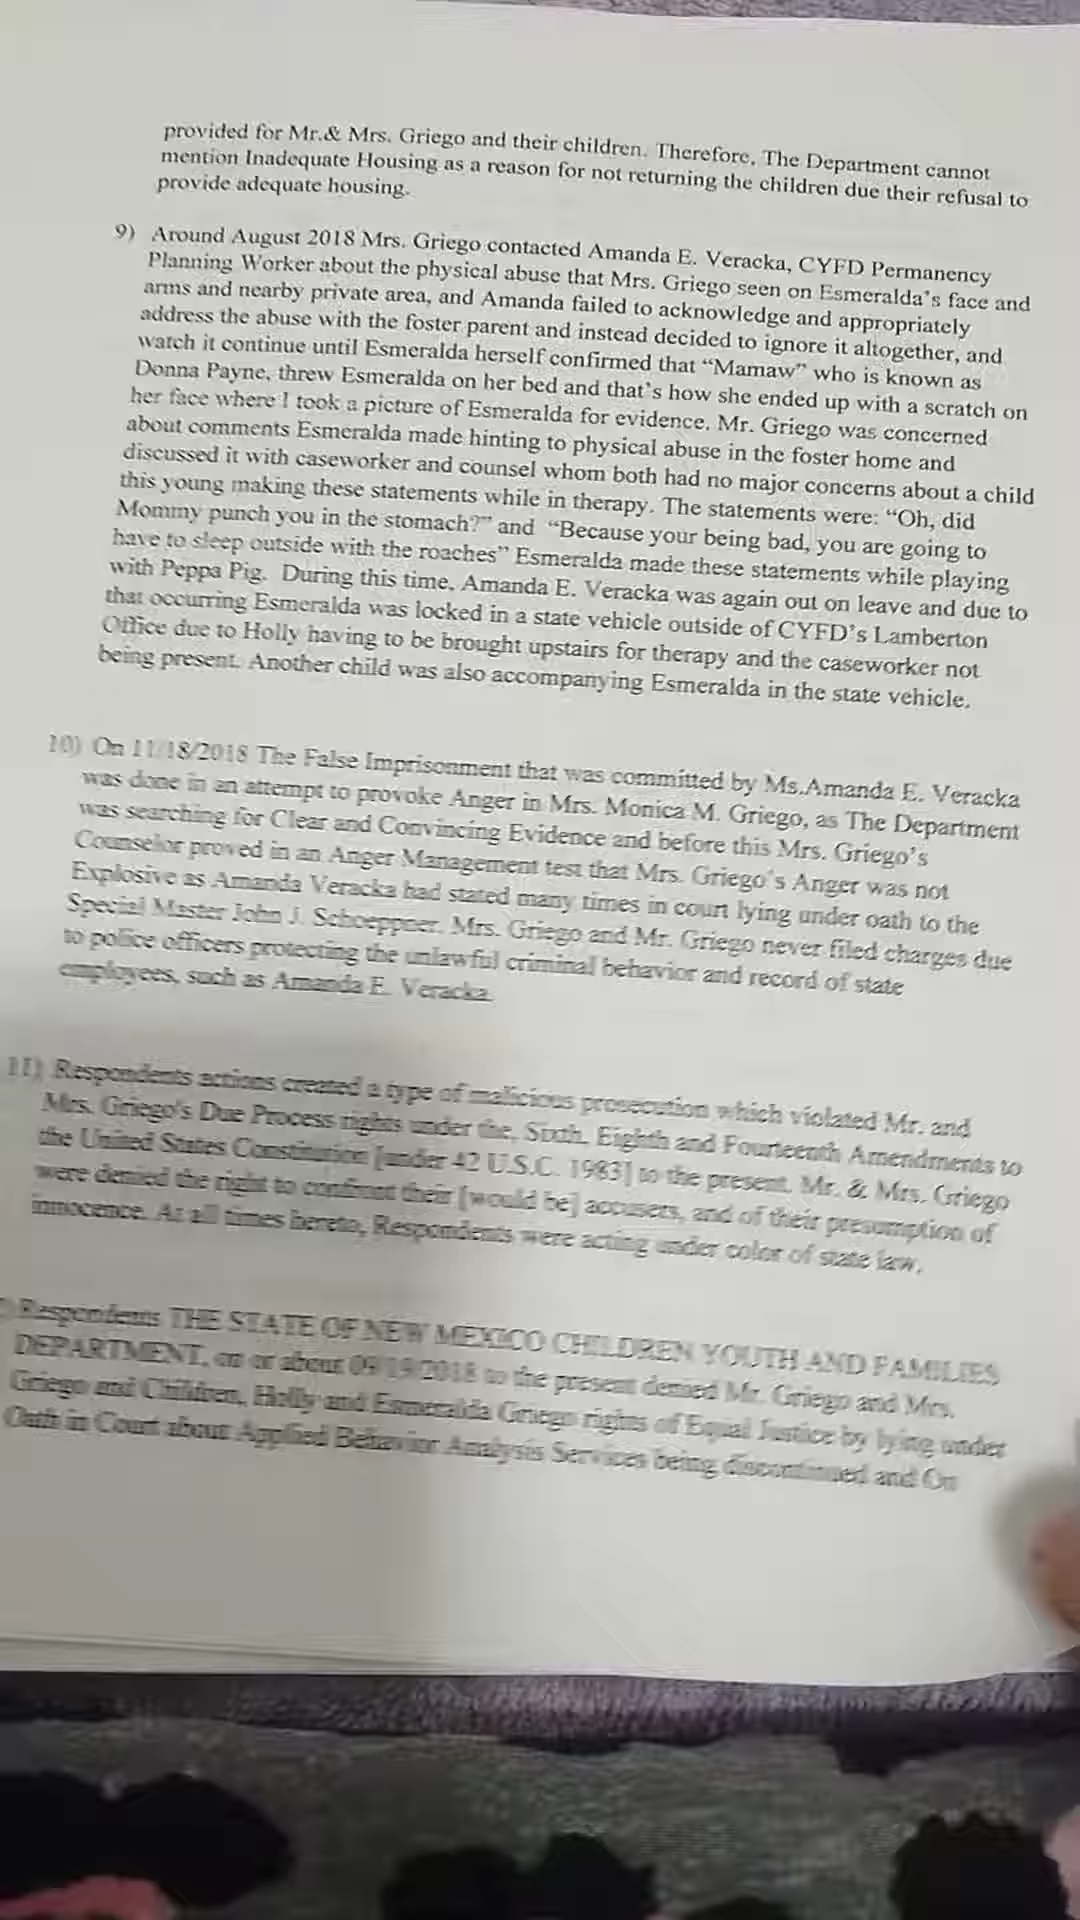 provided for Mr.& Mrs. Griego and their children. Therefore, The Department cannot
mention Inadequate Housing as a reason for not returning the children due their refusal to
provide adequate housing.
9) Around August 2018 Mrs. Griego contacted Amanda E. Veracka, CYFD Permanency
Planning Worker about the physical abuse that Mrs. Griego seen on Esmeralda's face and
arms and nearby private area, and Amanda failed to acknowledge and appropriately
address the abuse with the foster parent and instead decided to ignore it altogether, and
watch it continue until Esmeralda herself confirmed that “Mamaw” who is known as
Donna Payne, threw Esmeralda on her bed and that's how she ended up with a scratch on
her face where I took a picture of Esmeralda for evidence. Mr. Griego was concerned
about comments Esmeralda made hinting to physical abuse in the foster home and
discussed it with caseworker and counsel whom both had no major concerns about a child
this young making these statements while in therapy. The statements were: “Oh, did
Mommy punch you in the stomach?” and “Because your being bad, you are going to
have to sleep outside with the roaches” Esmeralda made these statements while playing
with Peppa Pig. During this time, Amanda E. Veracka was again out on leave and due to
that occurring Esmeralda was locked in a state vehicle outside of CYFD's Lamberton
Office due to Holly having to be brought upstairs for therapy and the caseworker not
being present. Another child was also accompanying Esmeralda in the state vehicle.
10) On 11/18/2018 The False Imprisonment that was committed by Ms.Amanda E. Veracka
was done in an attempt to provoke Anger in Mrs. Monica M. Griego, as The Department
was searching for Clear and Convincing Evidence and before this Mrs. Griego's
Counselor proved in an Anger Management test that Mrs. Griego's Anger was not
Explosive as Amanda Veracka had stated many times in court lying under oath to the
Special Master John J. Schoeppner. Mrs. Griego and Mr. Griego never filed charges due
to police officers protecting the unlawful criminal behavior and record of state
employees, such as Amanda E. Veracka.
11) Respondents actions created a type of malicious prosecution which violated Mr. and
Mrs. Griego's Due Process rights under the, Sixth, Eighth and Fourteenth Amendments to
the United States Constitution [under 42 U.S.C. 1983] to the present. Mr. & Mrs. Griego
were denied the right to confront their [would be] accusers, and of their presumption of
innocence. At all times hereto, Respondents were acting under color of state law.
Respondents THE STATE OF NEW MEXICO CHILDREN YOUTH AND FAMILIES
DEPARTMENT, on or about 09/19/2018 to the present denied Mr. Griego and Mrs.
Griego and Children, Holly and Esmeralda Griego rights of Equal Justice by lying under
Oath in Court about Applied Behavior Analysis Services being discontinued and On